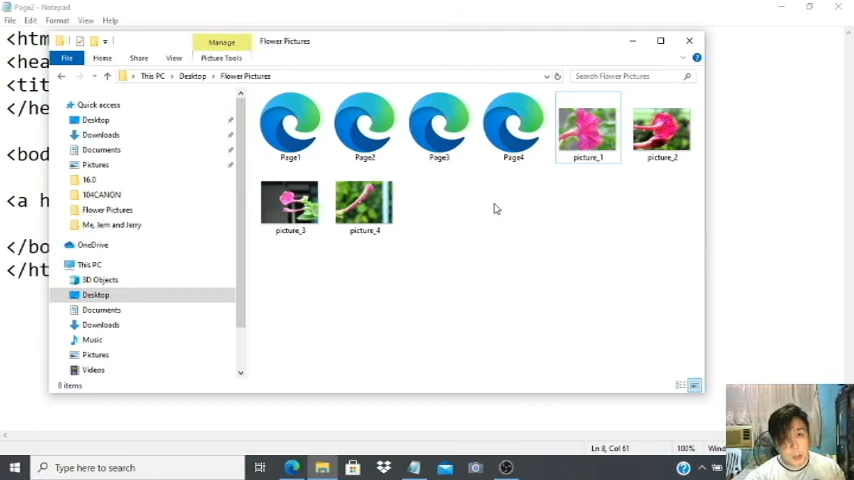 Page2 - Notepad
File Edit Format View Help
<htm
<hea
<tit
</he
<bod
<a h
</bo
</ht
Manage
Flower Pictures
File Home Share View Picture Tools
This PC > Desktop > Flower Pictures
Search Flower Pictures
Quick access
Desktop
Downloads
Documents
Pictures
16.0
104CANON
Flower Pictures
Me, Jem and Jerry
OneDrive
This PC
3D Objects
Desktop
Documents
Downloads
Music
Pictures
Videos
Page1 Page2 Page3 Page4 picture_1 picture_2
picture_3 picture_4
8 items
Ln 8, Col 61 100% Wind
Type here to search